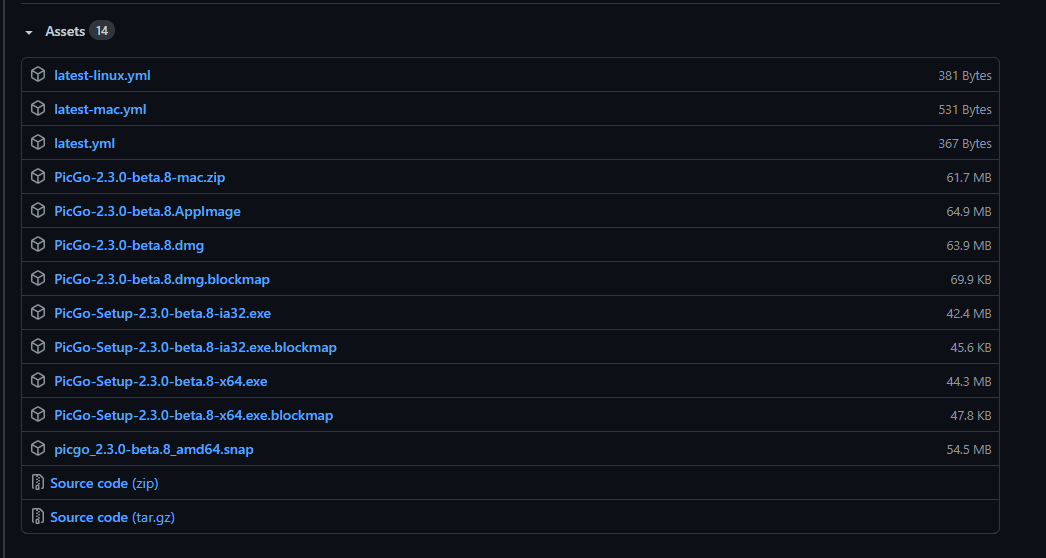 Assets 14
latest-linux.yml 381 Bytes
latest-mac.yml 531 Bytes
latest.yml 367 Bytes
PicGo-2.3.0-beta.8-mac.zip 61.7 MB
PicGo-2.3.0-beta.8.AppImage 64.9 MB
PicGo-2.3.0-beta.8.dmg 63.9 MB
PicGo-2.3.0-beta.8.dmg.blockmap 69.9 KB
PicGo-Setup-2.3.0-beta.8-ia32.exe 42.4 MB
PicGo-Setup-2.3.0-beta.8-ia32.exe.blockmap 45.6 KB
PicGo-Setup-2.3.0-beta.8-x64.exe 44.3 MB
PicGo-Setup-2.3.0-beta.8-x64.exe.blockmap 47.8 KB
picgo_2.3.0-beta.8_amd64.snap 54.5 MB
Source code (zip)
Source code (tar.gz)